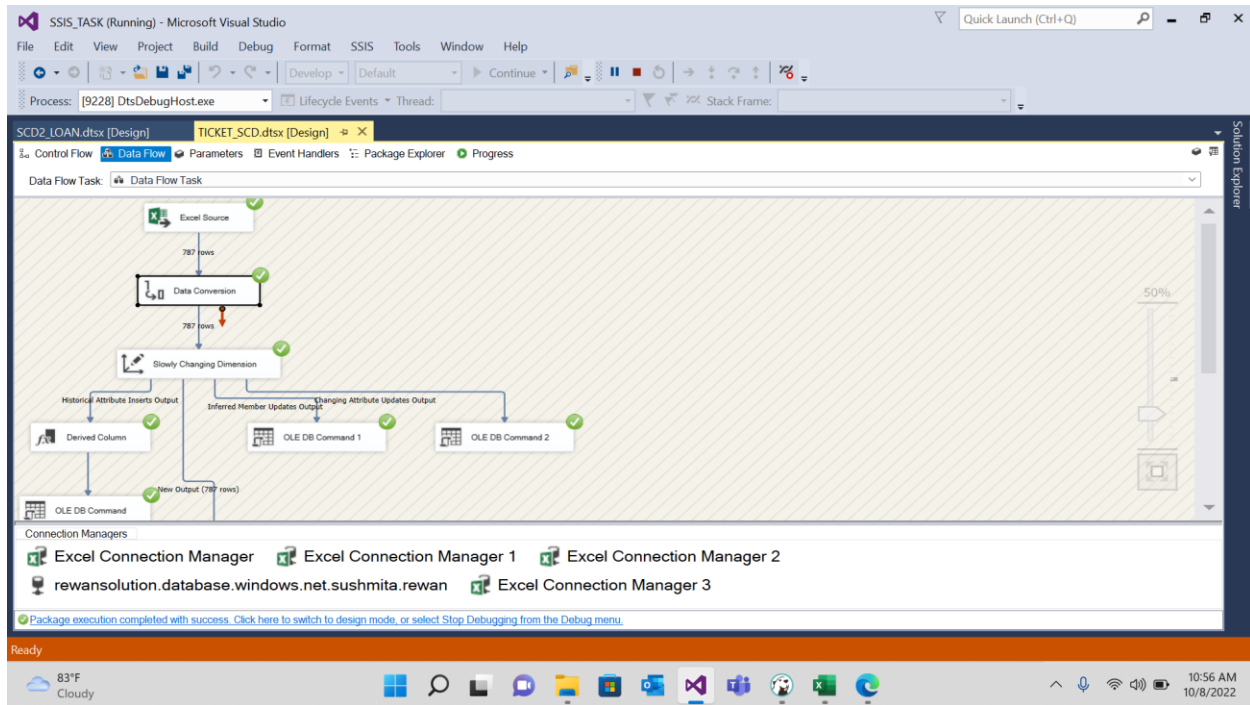 SSIS_TASK (Running) - Microsoft Visual Studio
Quick Launch (Ctrl+Q)
File Edit View Project Build Debug Format SSIS Tools Window Help
Develop Default Continue
Process: [9228] DtsDebugHost.exe Lifecycle Events Thread: Stack Frame:
SCD2_LOAN.dtsx [Design] TICKET_SCD.dtsx [Design]
Solution Explorer
Control Flow Data Flow Parameters Event Handlers Package Explorer Progress
Data Flow Task: Data Flow Task
Excel Source
787 rows
Data Conversion
50%
787 rows
Slowly Changing Dimension
Historical Attribute Inserts Output
Inferred Member Updates Output
Changing Attribute Updates Output
Derived Column
OLE DB Command 1
OLE DB Command 2
New Output (787 rows)
OLE DB Command
Connection Managers
Excel Connection Manager Excel Connection Manager 1 Excel Connection Manager 2
rewansolution.database.windows.net.sushmita.rewan Excel Connection Manager 3
Package execution completed with success. Click here to switch to design mode, or select Stop Debugging from the Debug menu.
Ready
83°F
Cloudy
10:56 AM
10/8/2022